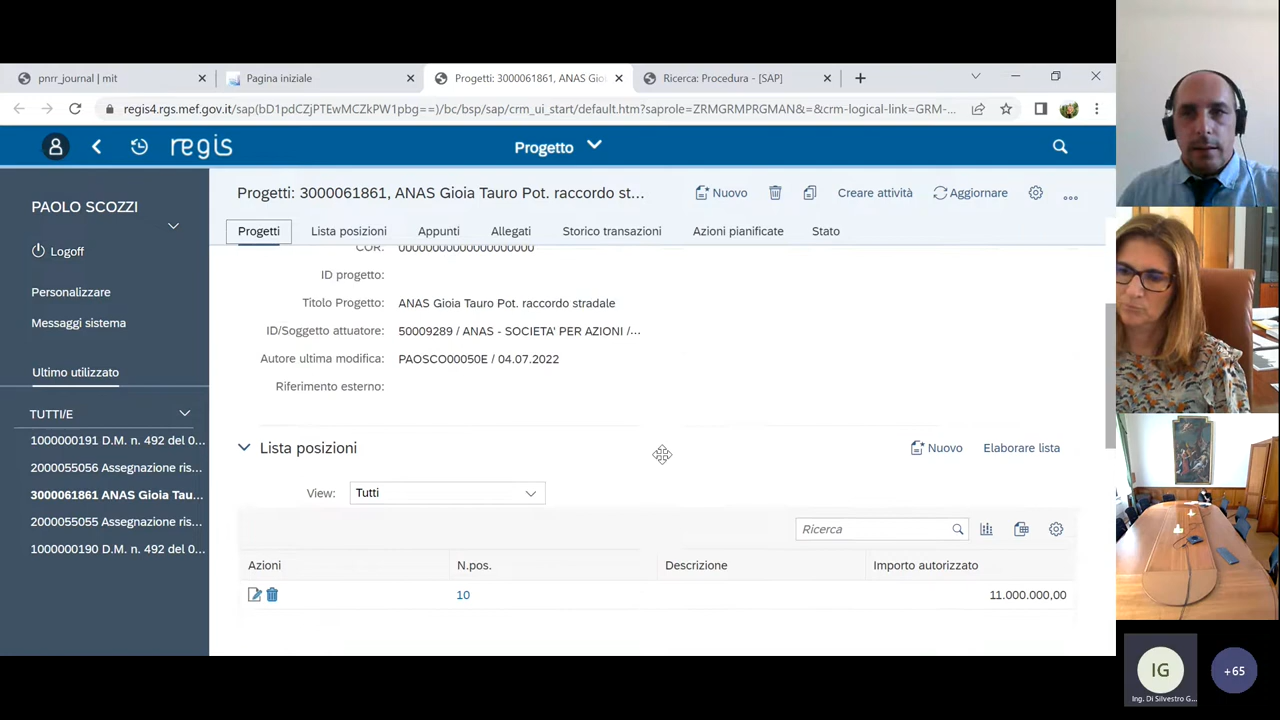 pnrr_journal | mit
Pagina iniziale
Progetti: 3000061861, ANAS Gio
Ricerca: Procedura - [SAP]
regis4.rgs.mef.gov.it/sap(bD1pdCZjPTEwMCZkPW1pbg==)/bc/bsp/sap/crm_ui_start/default.htm?saprole=ZRMGRMPRGMAN&=&crm-logical-link=GRM-...
regis
Progetto
PAOLO SCOZZI
Logoff
Personalizzare
Messaggi sistema
Ultimo utilizzato
TUTTI/E
1000000191 D.M. n. 492 del 0...
2000055056 Assegnazione ris...
3000061861 ANAS Gioia Tau...
2000055055 Assegnazione ris...
1000000190 D.M. n. 492 del 0...
Progetti: 3000061861, ANAS Gioia Tauro Pot. raccordo st...
Nuovo
Creare attività
Aggiornare
Progetti
Lista posizioni
Appunti
Allegati
Storico transazioni
Azioni pianificate
Stato
COR: 00000000000000000000
ID progetto:
Titolo Progetto: ANAS Gioia Tauro Pot. raccordo stradale
ID/Soggetto attuatore: 50009289 / ANAS - SOCIETA' PER AZIONI /...
Autore ultima modifica: PAOSCO00050E / 04.07.2022
Riferimento esterno:
Lista posizioni
Nuovo
Elaborare lista
View: Tutti
Ricerca
Azioni N.pos. Descrizione Importo autorizzato
10 11.000.000,00
IG
Ing. Di Silvestro G...
+65